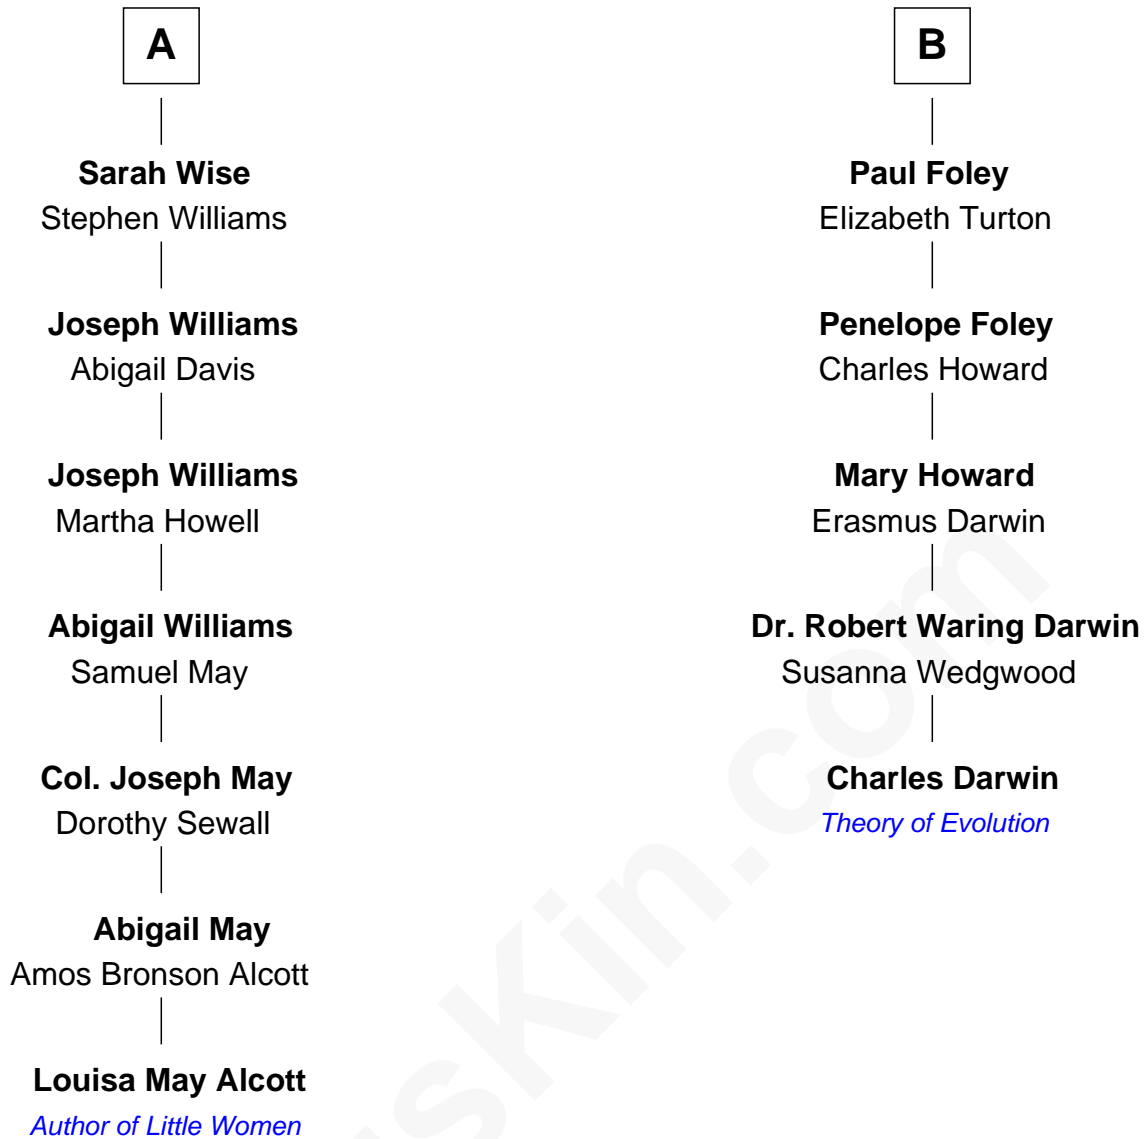 A
Sarah Wise
Stephen Williams
Joseph Williams
Abigail Davis
Joseph Williams
Martha Howell
Abigail Williams
Samuel May
Col. Joseph May
Dorothy Sewall
Abigail May
Amos Bronson Alcott
Louisa May Alcott
Author of Little Women
B
Paul Foley
Elizabeth Turton
Penelope Foley
Charles Howard
Mary Howard
Erasmus Darwin
Dr. Robert Waring Darwin
Susanna Wedgwood
Charles Darwin
Theory of Evolution
usKin.com